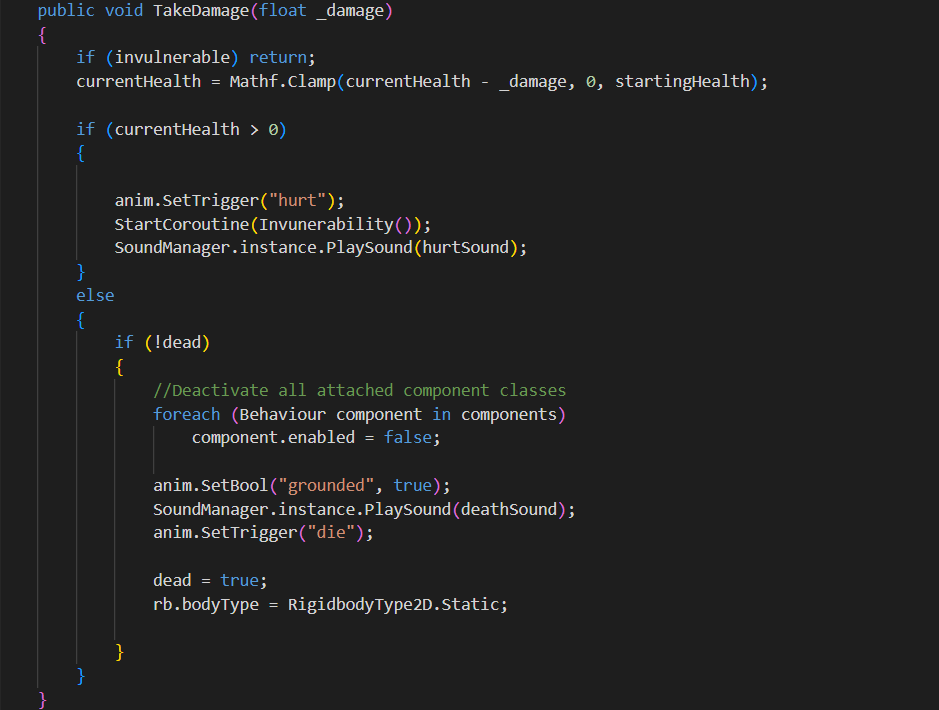 public void TakeDamage(float _damage)
{
if (invulnerable) return;
currentHealth = Mathf.Clamp(currentHealth - _damage, 0, startingHealth);
if (currentHealth > 0)
{
anim.SetTrigger("hurt");
StartCoroutine(Invunerability());
SoundManager.instance.PlaySound(hurtSound);
}
else
{
if (!dead)
{
//Deactivate all attached component classes
foreach (Behaviour component in components)
component.enabled = false;
anim.SetBool("grounded", true);
SoundManager.instance.PlaySound(deathSound);
anim.SetTrigger("die");
dead = true;
rb.bodyType = RigidbodyType2D.Static;
}
}
}